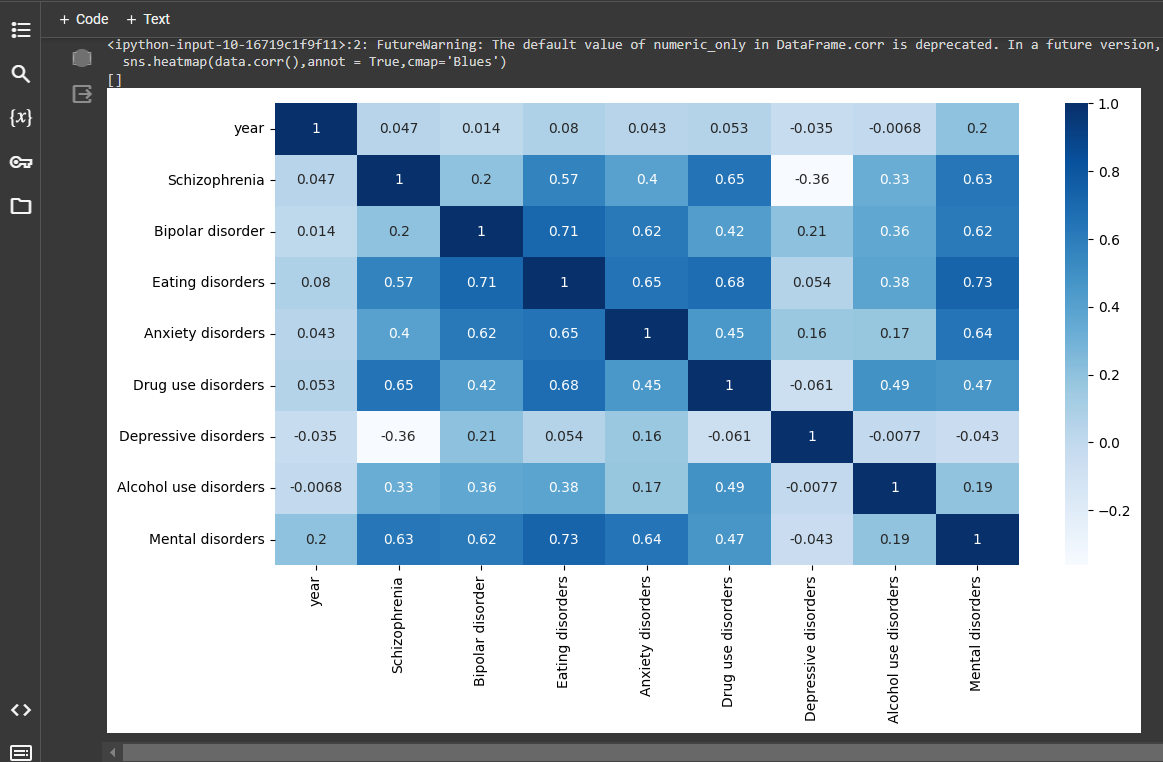 + Code + Text
<ipython-input-10-16719c1f9f11>:2: FutureWarning: The default value of numeric_only in DataFrame.corr is deprecated. In a future version,
sns.heatmap(data.corr(),annot = True,cmap='Blues')
[]
{x}
year 1 0.047 0.014 0.08 0.043 0.053 -0.035 -0.0068 0.2
Schizophrenia 0.047 1 0.2 0.57 0.4 0.65 -0.36 0.33 0.63
Bipolar disorder 0.014 0.2 1 0.71 0.62 0.42 0.21 0.36 0.62
Eating disorders 0.08 0.57 0.71 1 0.65 0.68 0.054 0.38 0.73
Anxiety disorders 0.043 0.4 0.62 0.65 1 0.45 0.16 0.17 0.64
Drug use disorders 0.053 0.65 0.42 0.68 0.45 1 -0.061 0.49 0.47
Depressive disorders -0.035 -0.36 0.21 0.054 0.16 -0.061 1 -0.0077 -0.043
Alcohol use disorders -0.0068 0.33 0.36 0.38 0.17 0.49 -0.0077 1 0.19
Mental disorders 0.2 0.63 0.62 0.73 0.64 0.47 -0.043 0.19 1
year
Schizophrenia
Bipolar disorder
Eating disorders
Anxiety disorders
Drug use disorders
Depressive disorders
Alcohol use disorders
Mental disorders
1.0
0.8
0.6
0.4
0.2
0.0
−0.2